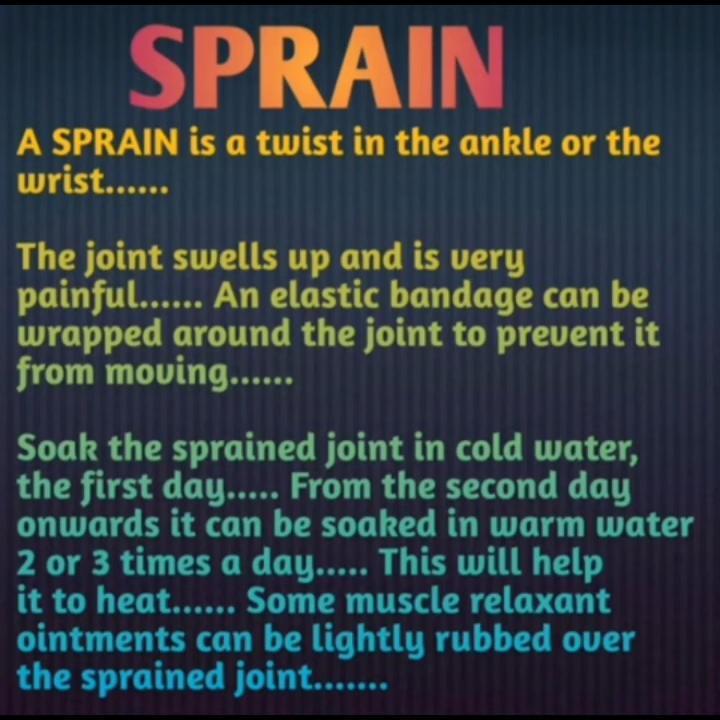 SPRAIN
A SPRAIN is a twist in the ankle or the
wrist......
The joint swells up and is very
painful...... An elastic bandage can be
wrapped around the joint to prevent it
from moving......
Soak the sprained joint in cold water,
the first day..... From the second day
onwards it can be soaked in warm water
2 or 3 times a day..... This will help
it to heat...... Some muscle relaxant
ointments can be lightly rubbed over
the sprained joint.......